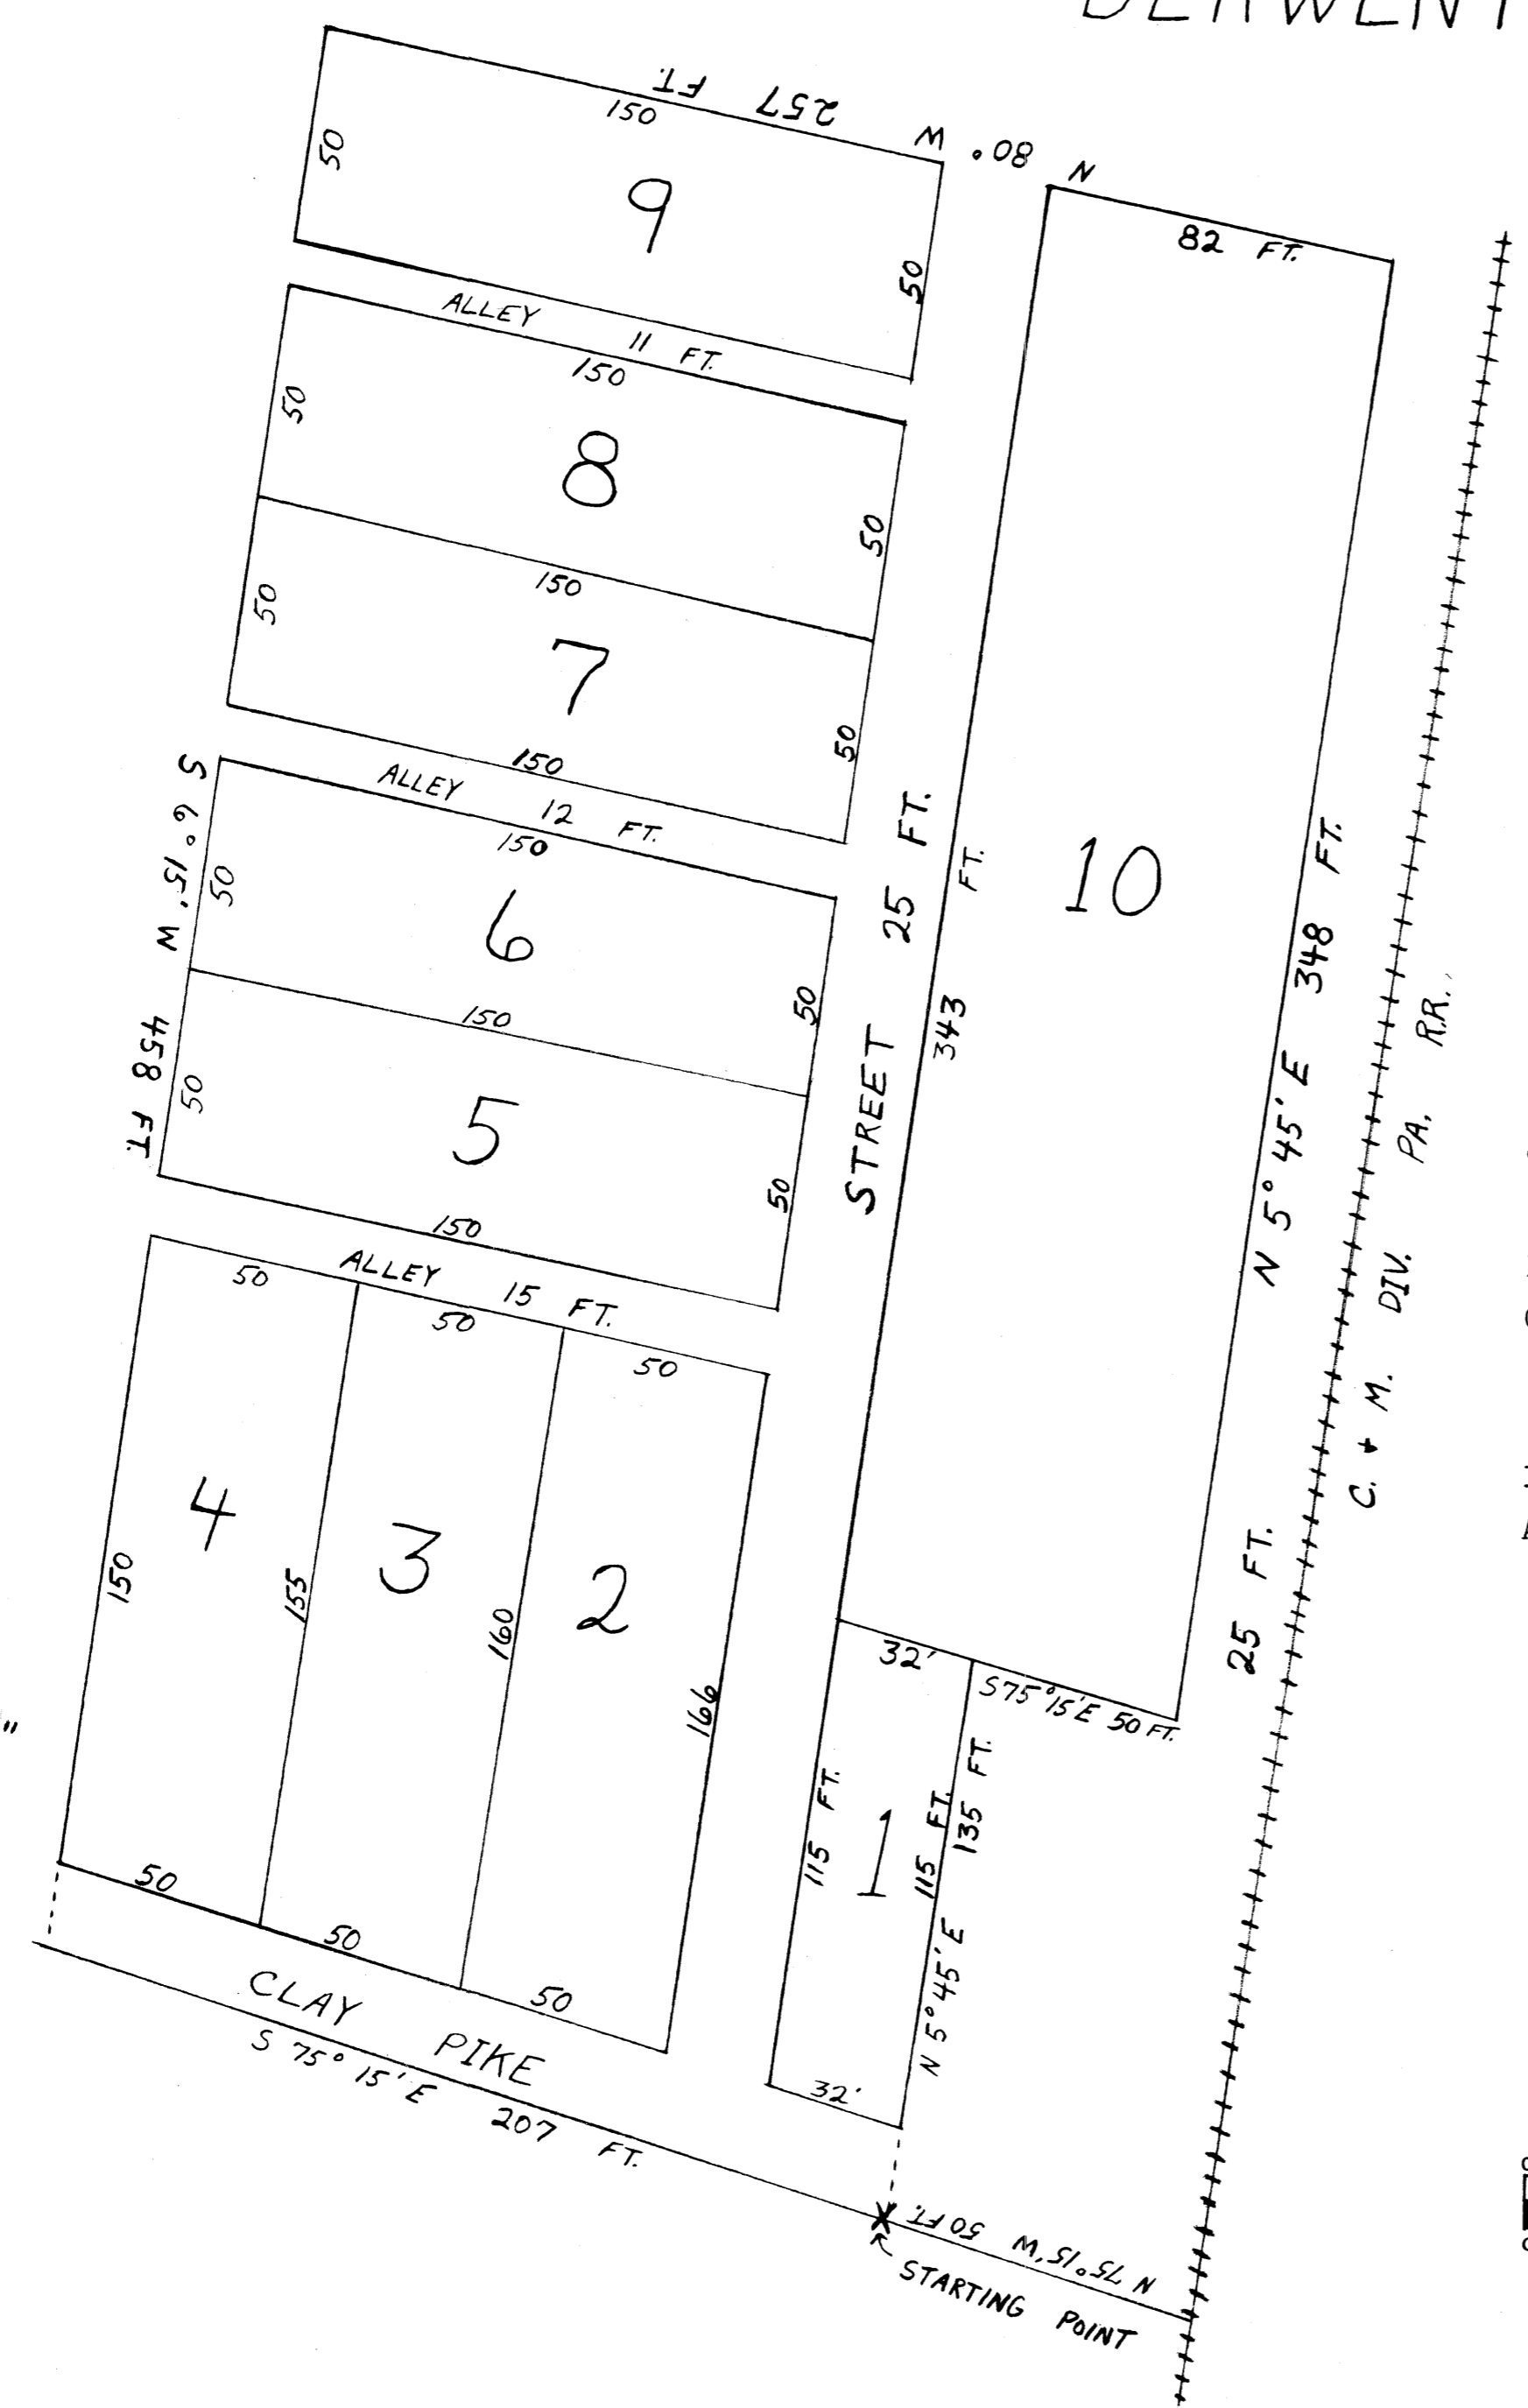 DERWENT
N 80° W 257 FT.
150
50
9
50
82 FT.
ALLEY 11 FT.
150
50
8
50
150
50
7
50
150
ALLEY 12 FT.
150
S 6° 15' W 458 FT.
50
6
50
150
50
5
50
150
STREET 25 FT.
343 FT.
10
N 5° 45' E 348 FT.
C. & M. DIV. PA. R.R.
25 FT.
ALLEY 15 FT.
50
50
50
4
3
2
150
155
160
166
50
50
50
32'
S 75° 15' E 50 FT.
115 FT.
1
115 FT.
N 5° 45' E 135 FT.
32'
CLAY PIKE
S 75° 15' E 207 FT.
N 75° 15' W 50 FT.
X
STARTING POINT
"